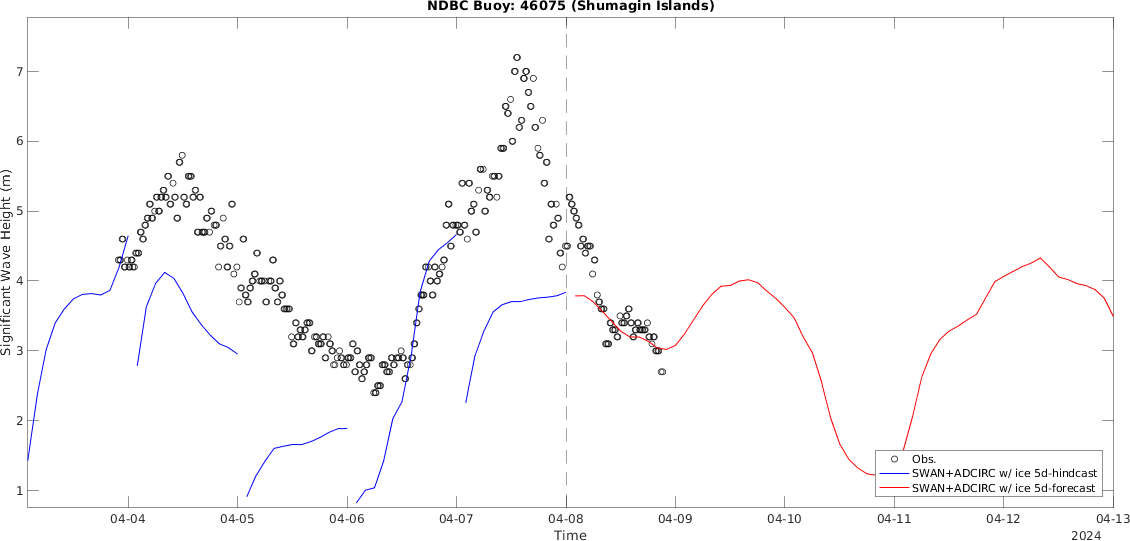 NDBC Buoy: 46075 (Shumagin Islands)
Significant Wave Height (m)
7
6
5
4
3
2
1
Obs.
SWAN+ADCIRC w/ ice 5d-hindcast
SWAN+ADCIRC w/ ice 5d-forecast
04-04 04-05 04-06 04-07 04-08 04-09 04-10 04-11 04-12 04-13
Time
2024